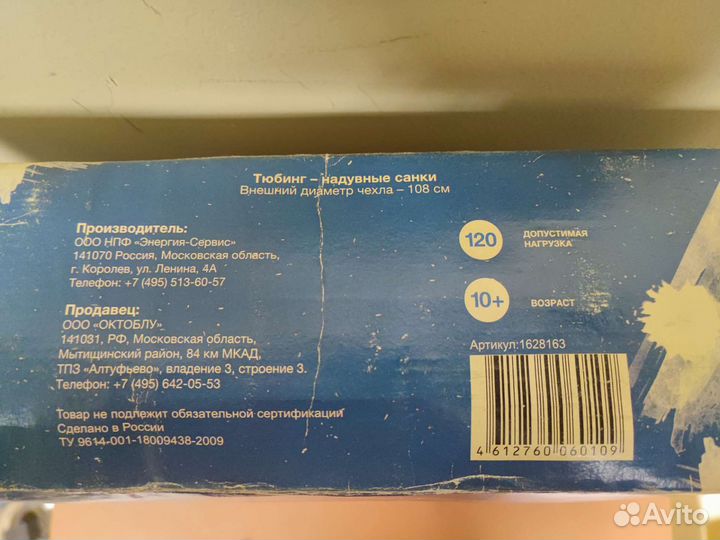 Тюбинг – надувные санки
Внешний диаметр чехла – 108 см
Производитель:
ООО НПФ «Энергия-Сервис»
141070 Россия, Московская область,
г. Королев, ул. Ленина, 4А
Телефон: +7 (495) 513-60-57
Продавец:
ООО «ОКТОБЛУ»
141031, РФ, Московская область,
Мытищинский район, 84 км МКАД,
ТПЗ «Алтуфьево», владение 3, строение 3.
Телефон: +7 (495) 642-05-53
Товар не подлежит обязательной сертификации
Сделано в России
ТУ 9614-001-18009438-2009
120 ДОПУСТИМАЯ
НАГРУЗКА
10+ ВОЗРАСТ
Артикул:1628163
4 612760 060109
Avito